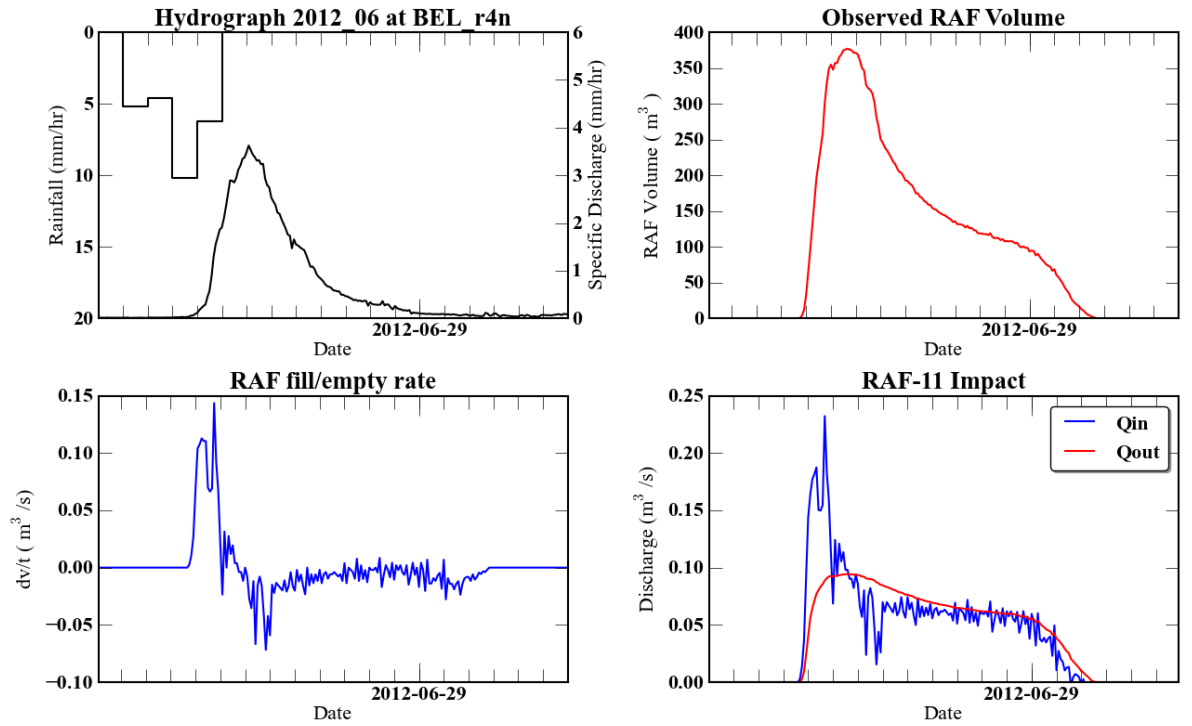 Hydrograph 2012_06 at BEL_r4n
Rainfall (mm/hr)
0
5
10
15
20
6
5
4
3
2
1
0
Specific Discharge (mm/hr)
2012-06-29
Date
Observed RAF Volume
RAF Volume ( m³ )
400
350
300
250
200
150
100
50
0
2012-06-29
Date
RAF fill/empty rate
dv/t ( m³ /s)
0.15
0.10
0.05
0.00
−0.05
−0.10
2012-06-29
Date
RAF-11 Impact
Discharge (m³ /s)
0.25
0.20
0.15
0.10
0.05
0.00
Qin
Qout
2012-06-29
Date